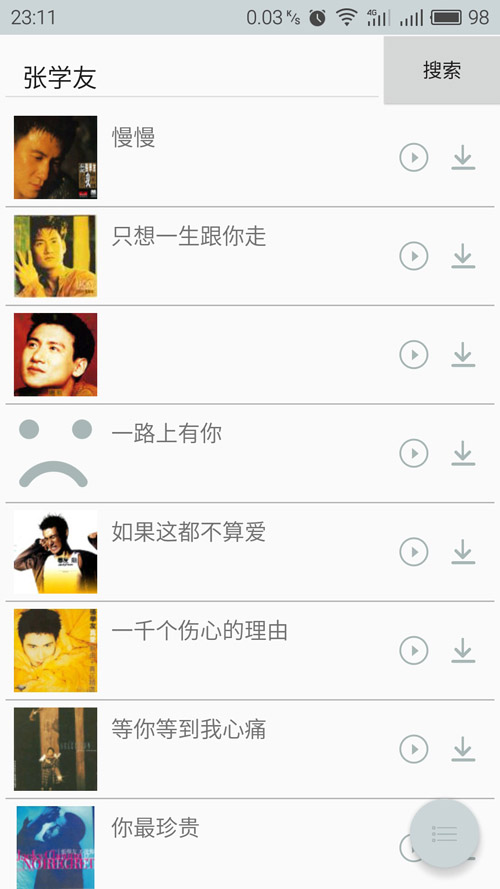 23:11
0.03 K/s
4G
98
张学友
搜索
慢慢
只想一生跟你走
一路上有你
如果这都不算爱
一千个伤心的理由
等你等到我心痛
你最珍贵
NO REGRET